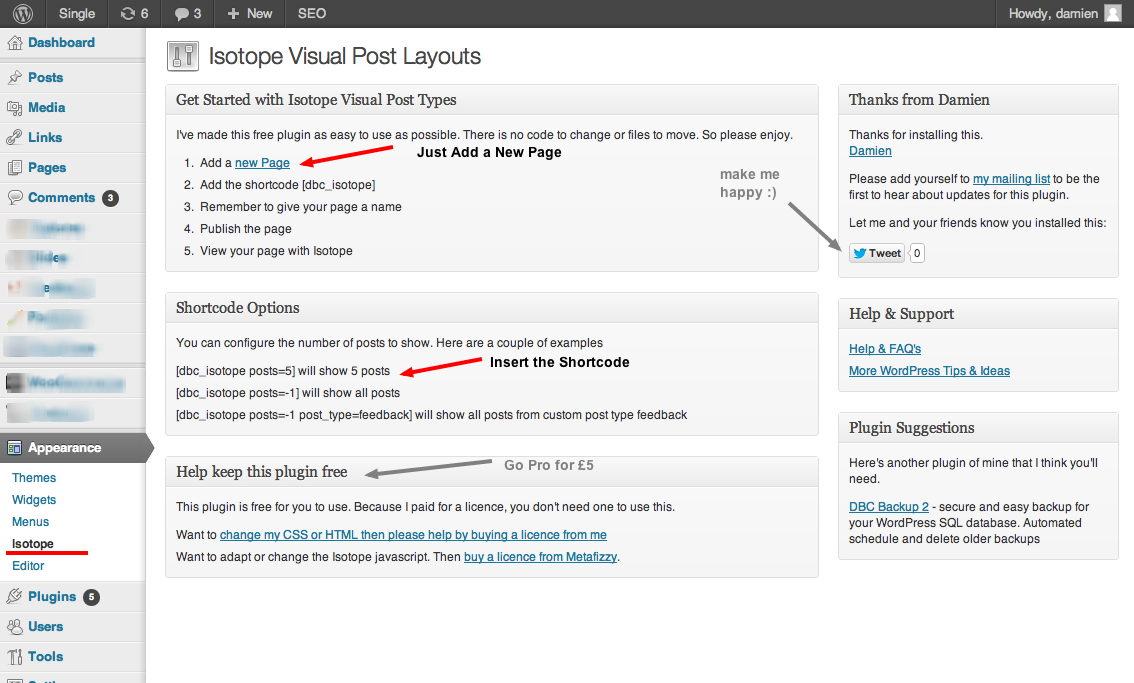 Single 6 3 New SEO Howdy, damien
Dashboard
Posts
Media
Links
Pages
Comments 3
Appearance
Themes
Widgets
Menus
Isotope
Editor
Plugins 5
Users
Tools
Isotope Visual Post Layouts
Get Started with Isotope Visual Post Types
I've made this free plugin as easy to use as possible. There is no code to change or files to move. So please enjoy.
1. Add a new Page
Just Add a New Page
2. Add the shortcode [dbc_isotope]
3. Remember to give your page a name
4. Publish the page
5. View your page with Isotope
make me
happy :)
Shortcode Options
You can configure the number of posts to show. Here are a couple of examples
[dbc_isotope posts=5] will show 5 posts
Insert the Shortcode
[dbc_isotope posts=-1] will show all posts
[dbc_isotope posts=-1 post_type=feedback] will show all posts from custom post type feedback
Help keep this plugin free
Go Pro for £5
This plugin is free for you to use. Because I paid for a licence, you don't need one to use this.
Want to change my CSS or HTML then please help by buying a licence from me
Want to adapt or change the Isotope javascript. Then buy a licence from Metafizzy.
Thanks from Damien
Thanks for installing this.
Damien
Please add yourself to my mailing list to be the
first to hear about updates for this plugin.
Let me and your friends know you installed this:
Tweet 0
Help & Support
Help & FAQ's
More WordPress Tips & Ideas
Plugin Suggestions
Here's another plugin of mine that I think you'll
need.
DBC Backup 2 - secure and easy backup for
your WordPress SQL database. Automated
schedule and delete older backups